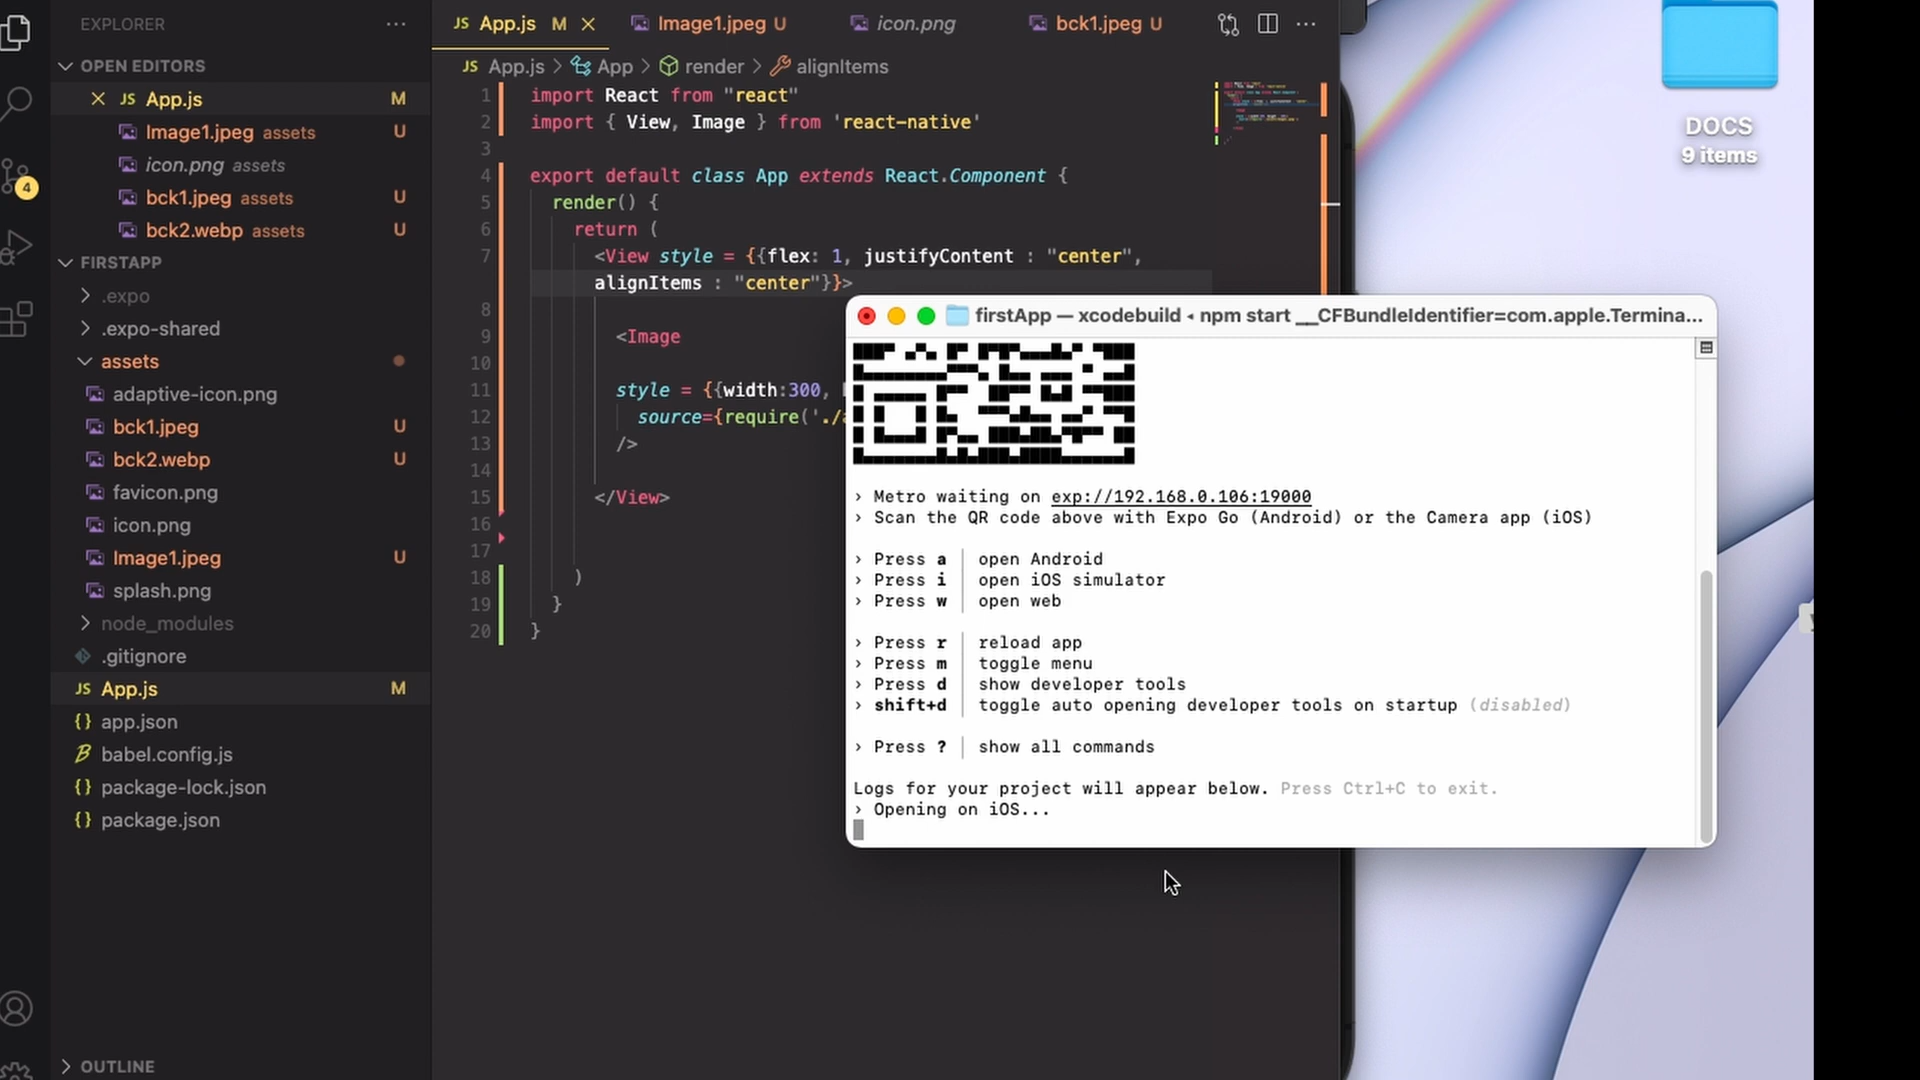 EXPLORER
OPEN EDITORS
JS App.js M
Image1.jpeg assets U
icon.png assets
bck1.jpeg assets U
bck2.webp assets U
4
FIRSTAPP
.expo
.expo-shared
assets
adaptive-icon.png
bck1.jpeg U
bck2.webp U
favicon.png
icon.png
Image1.jpeg U
splash.png
node_modules
.gitignore
JS App.js M
{} app.json
babel.config.js
{} package-lock.json
{} package.json
OUTLINE
JS App.js M
Image1.jpeg U
icon.png
bck1.jpeg U
JS App.js > App > render > alignItems
1 import React from "react"
2 import { View, Image } from 'react-native'
3
4 export default class App extends React.Component {
5 render() {
6 return (
7 <View style = {{flex: 1, justifyContent : "center",
alignItems : "center"}}>
8
9 <Image
10
11 style = {{width:300,
12 source={require('./
13 />
14
15 </View>
16
17
18 )
19 }
20 }
firstApp — xcodebuild ◂ npm start __CFBundleIdentifier=com.apple.Termina...
› Metro waiting on exp://192.168.0.106:19000
› Scan the QR code above with Expo Go (Android) or the Camera app (iOS)
› Press a │ open Android
› Press i │ open iOS simulator
› Press w │ open web
› Press r │ reload app
› Press m │ toggle menu
› Press d │ show developer tools
› shift+d │ toggle auto opening developer tools on startup (disabled)
› Press ? │ show all commands
Logs for your project will appear below. Press Ctrl+C to exit.
› Opening on iOS...
DOCS
9 items